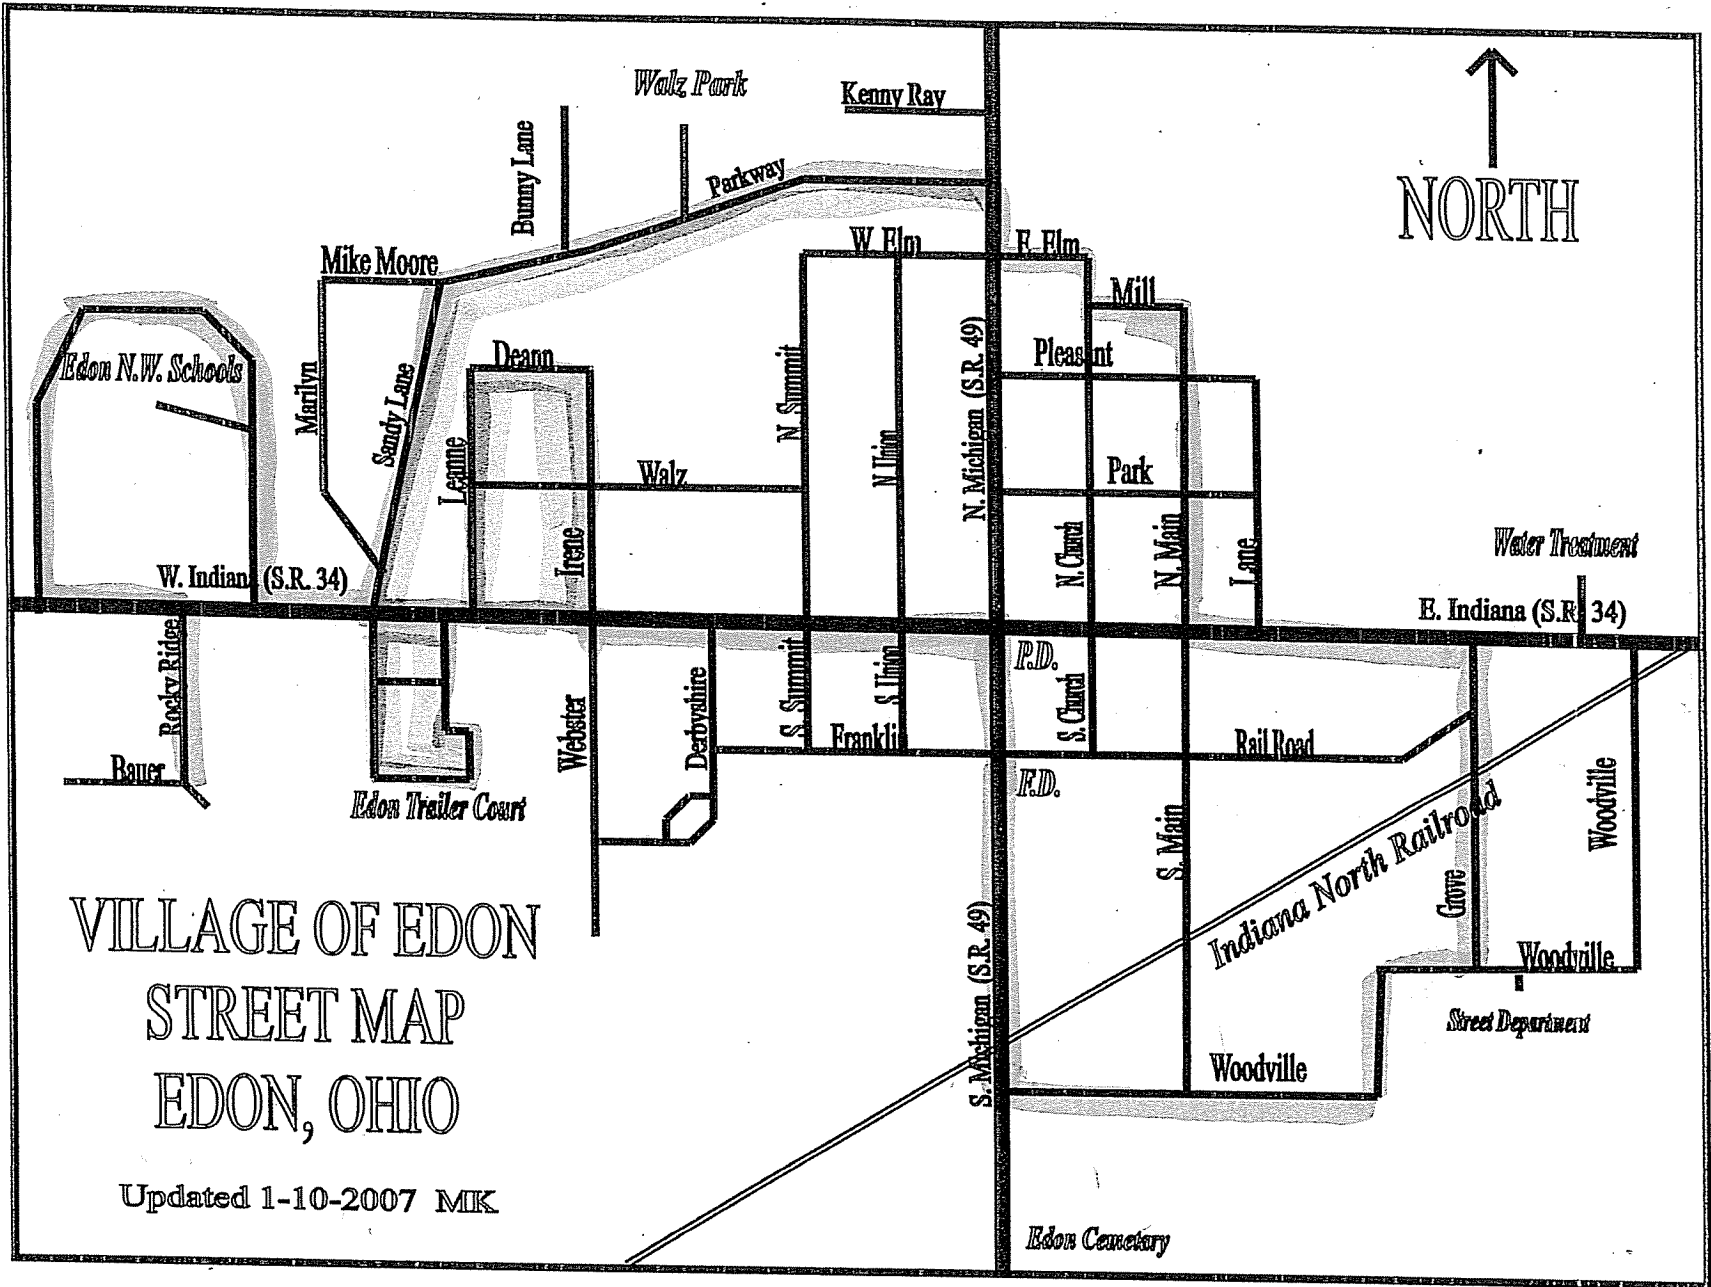 Walz Park
Kenny Ray
Bunny Lane
Parkway
NORTH
W. Elm
E. Elm
Mike Moore
Mill
Edon N.W. Schools
Marilyn
Sandy Lane
Deann
Leanne
Irene
Walz
N. Summit
N. Union
N. Michigan (S.R. 49)
Pleasant
Park
N. Church
N. Main
Lane
Water Treatment
W. Indiana (S.R. 34)
E. Indiana (S.R. 34)
Rocky Ridge
Bauer
Edon Trailer Court
Webster
Derbyshire
S. Summit
S. Union
Franklin
P.D.
S. Church
F.D.
Rail Road
S. Main
Indiana North Railroad
Grove
Woodville
Woodville
Street Department
S. Michigan (S.R. 49)
Woodville
VILLAGE OF EDON
STREET MAP
EDON, OHIO
Updated 1-10-2007 MK
Edon Cemetary